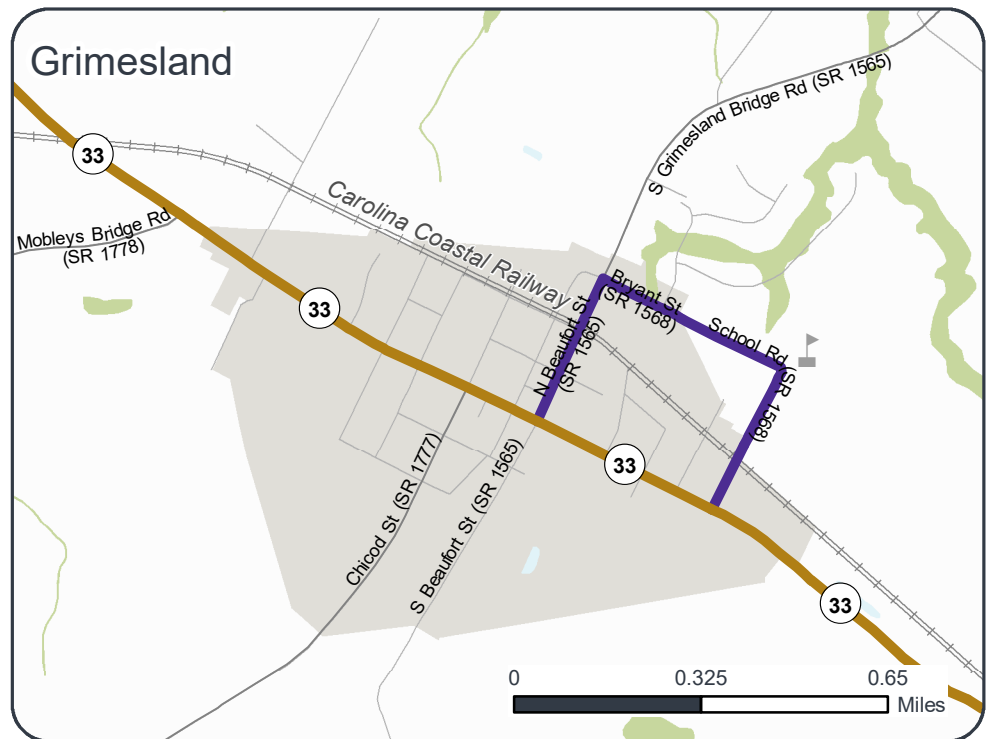 Grimesland
S Grimesland Bridge Rd (SR 1565)
33
Carolina Coastal Railway
Mobleys Bridge Rd
(SR 1778)
33
Bryant St
(SR 1568)
School Rd
(SR 1568)
N Beaufort St
(SR 1565)
33
Chicod St (SR 1777)
S Beaufort St (SR 1565)
33
0 0.325 0.65
Miles